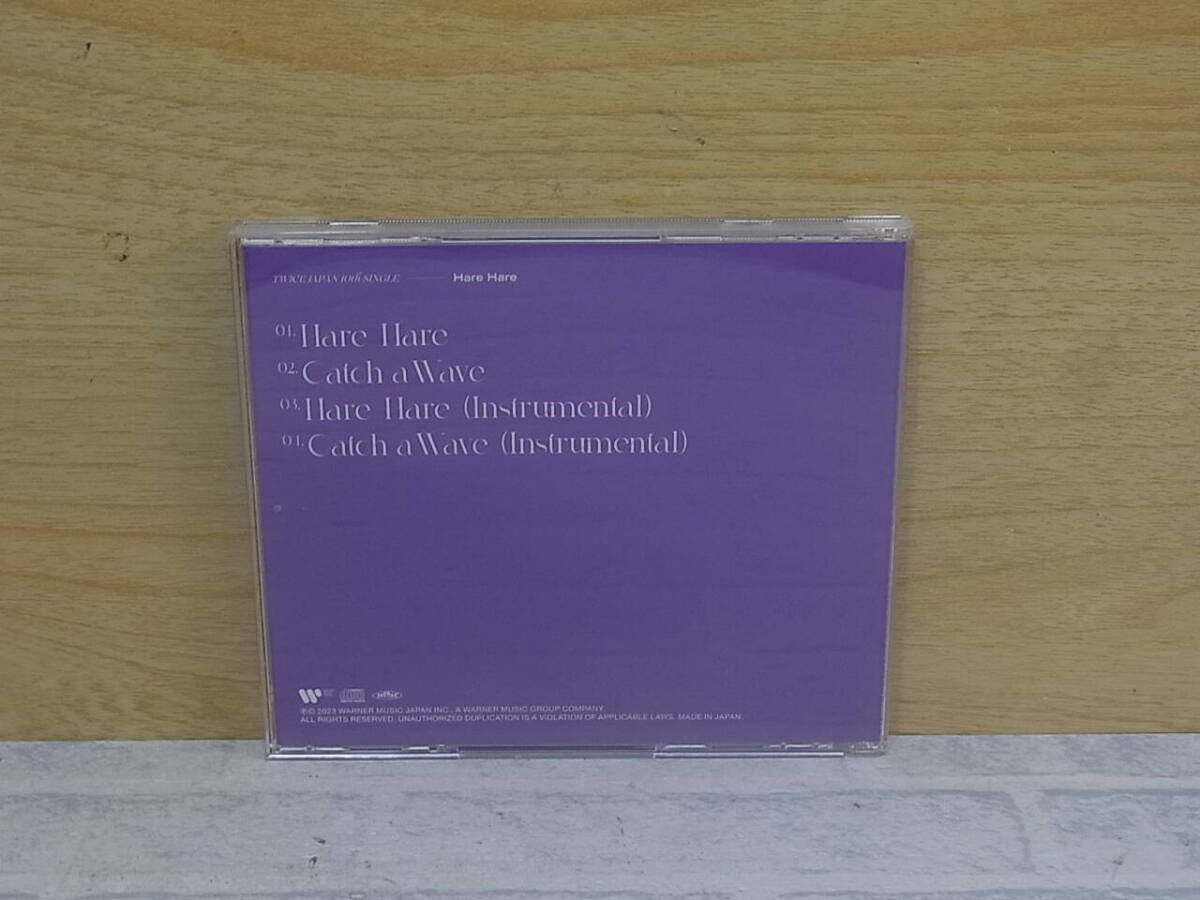 TWICE JAPAN 10th SINGLE Hare Hare
01. Hare Hare
02. Catch a Wave
03. Hare Hare (Instrumental)
04. Catch a Wave (Instrumental)
℗© 2023 WARNER MUSIC JAPAN INC., A WARNER MUSIC GROUP COMPANY
ALL RIGHTS RESERVED. UNAUTHORIZED DUPLICATION IS A VIOLATION OF APPLICABLE LAWS. MADE IN JAPAN